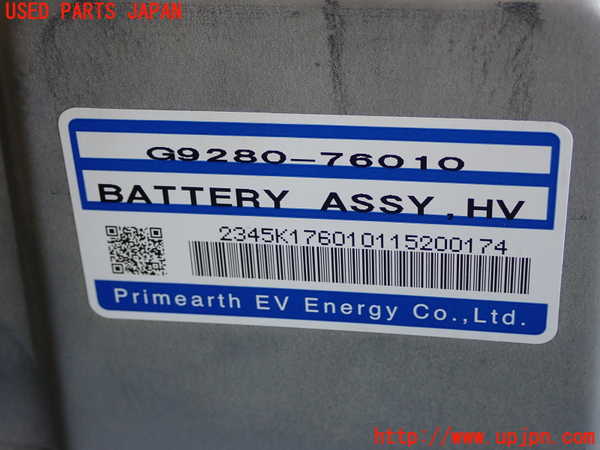 USED PARTS JAPAN
G9280-76010
BATTERY ASSY,HV
2345K176010115200174
Primearth EV Energy Co.,Ltd.
http://www.upjpn.com